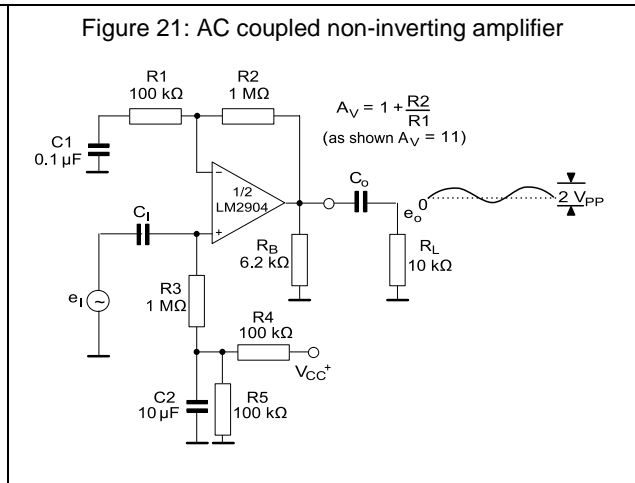 Figure 21: AC coupled non-inverting amplifier
R1
100 kΩ
R2
1 MΩ
A_V = 1 + R2/R1
(as shown A_V = 11)
C1
0.1 µF
1/2
LM2904
−
+
C_I
C_o
e_o
0
2 V_PP
R_B
6.2 kΩ
R_L
10 kΩ
e_I
~
R3
1 MΩ
R4
100 kΩ
V_CC+
C2
10 µF
R5
100 kΩ